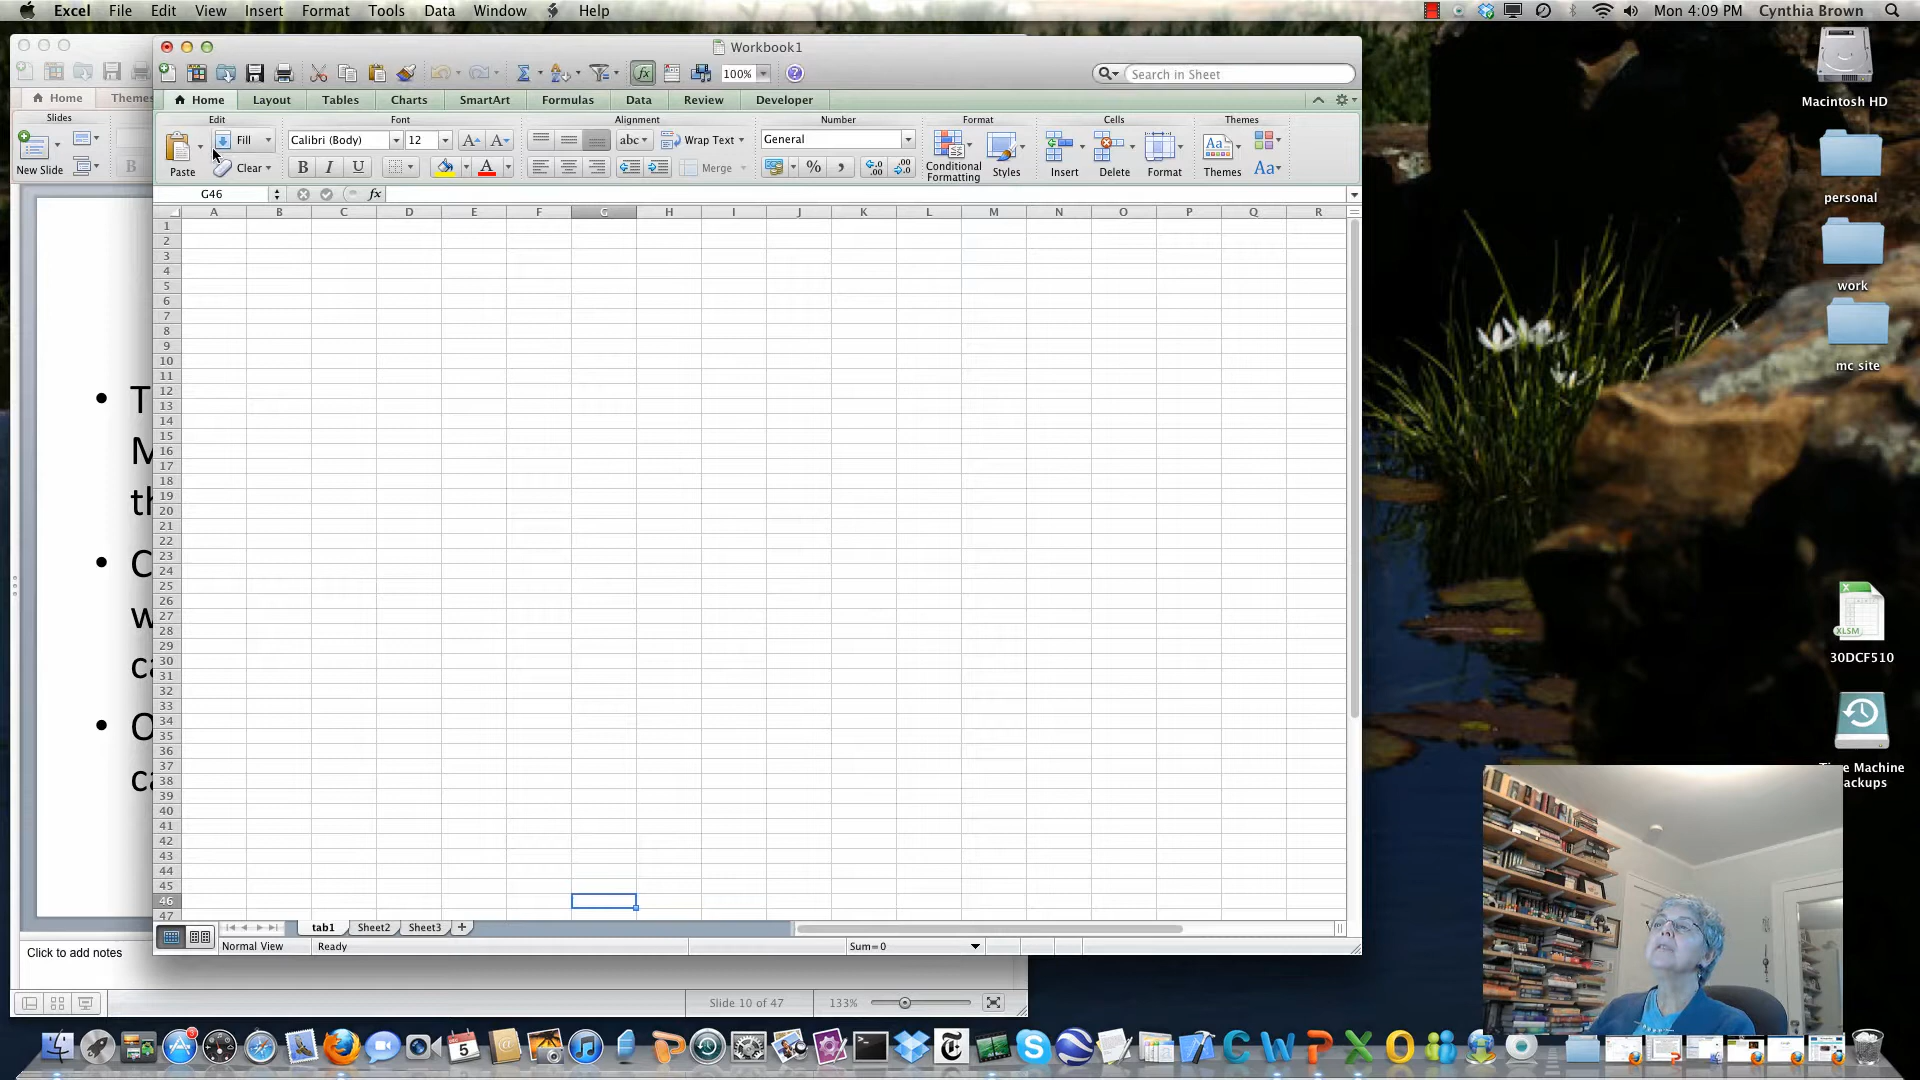 Excel File Edit View Insert Format Tools Data Window Help
Mon 4:09 PM Cynthia Brown
Workbook1
100%
Search in Sheet
Home Themes
Home Layout Tables Charts SmartArt Formulas Data Review Developer
Slides
Edit Font Alignment Number Format Cells Themes
New Slide
Paste
Fill
Clear
Calibri (Body) 12
B I U
abc
Wrap Text
Merge
General
%
Conditional
Formatting
Styles
Insert Delete Format
Themes
Aa
G46
fx
A B C D E F G H I J K L M N O P Q R
1
2
3
4
5
6
7
8
9
10
11
12
13
14
15
16
17
18
19
20
21
22
23
24
25
26
27
28
29
30
31
32
33
34
35
36
37
38
39
40
41
42
43
44
45
46
47
tab1 Sheet2 Sheet3
Normal View Ready Sum=0
Click to add notes
Slide 10 of 47 133%
Macintosh HD
personal
work
mc site
XLSM
30DCF510